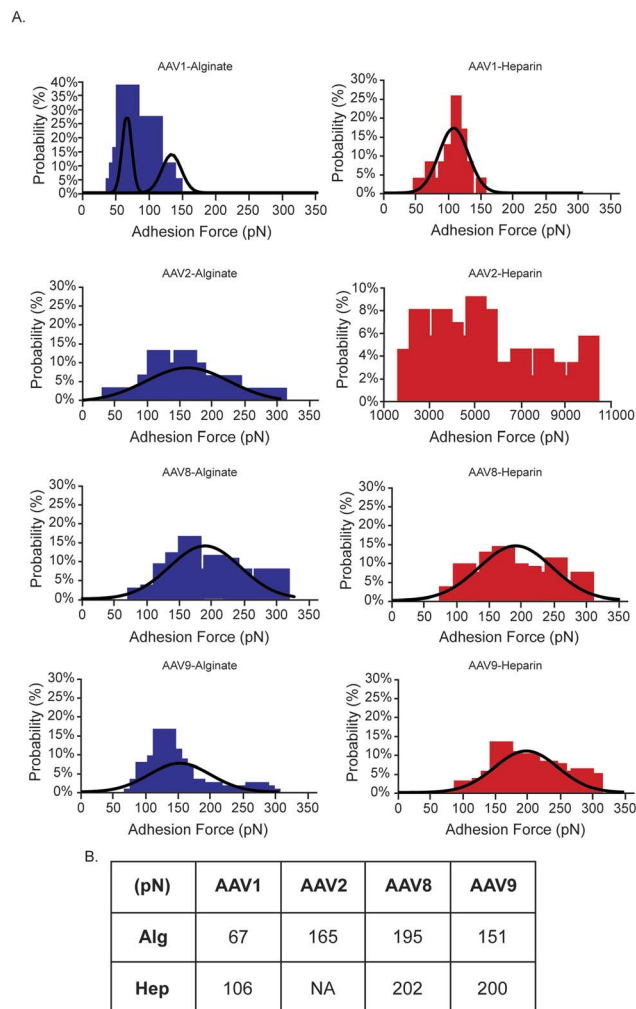 A.
AAV1-Alginate
Probability (%)
40%
35%
30%
25%
20%
15%
10%
5%
0%
0 50 100 150 200 250 300 350
Adhesion Force (pN)
AAV1-Heparin
Probability (%)
30%
25%
20%
15%
10%
5%
0%
0 50 100 150 200 250 300 350
Adhesion Force (pN)
AAV2-Alginate
Probability (%)
30%
25%
20%
15%
10%
5%
0%
0 50 100 150 200 250 300 350
Adhesion Force (pN)
AAV2-Heparin
Probability (%)
10%
8%
6%
4%
2%
0%
1000 3000 5000 7000 9000 11000
Adhesion Force (pN)
AAV8-Alginate
Probability (%)
30%
25%
20%
15%
10%
5%
0%
0 50 100 150 200 250 300 350
Adhesion Force (pN)
AAV8-Heparin
Probability (%)
30%
25%
20%
15%
10%
5%
0%
0 50 100 150 200 250 300 350
Adhesion Force (pN)
AAV9-Alginate
Probability (%)
30%
25%
20%
15%
10%
5%
0%
0 50 100 150 200 250 300 350
Adhesion Force (pN)
AAV9-Heparin
Probability (%)
30%
25%
20%
15%
10%
5%
0%
0 50 100 150 200 250 300 350
Adhesion Force (pN)
B.
(pN) AAV1 AAV2 AAV8 AAV9
Alg 67 165 195 151
Hep 106 NA 202 200